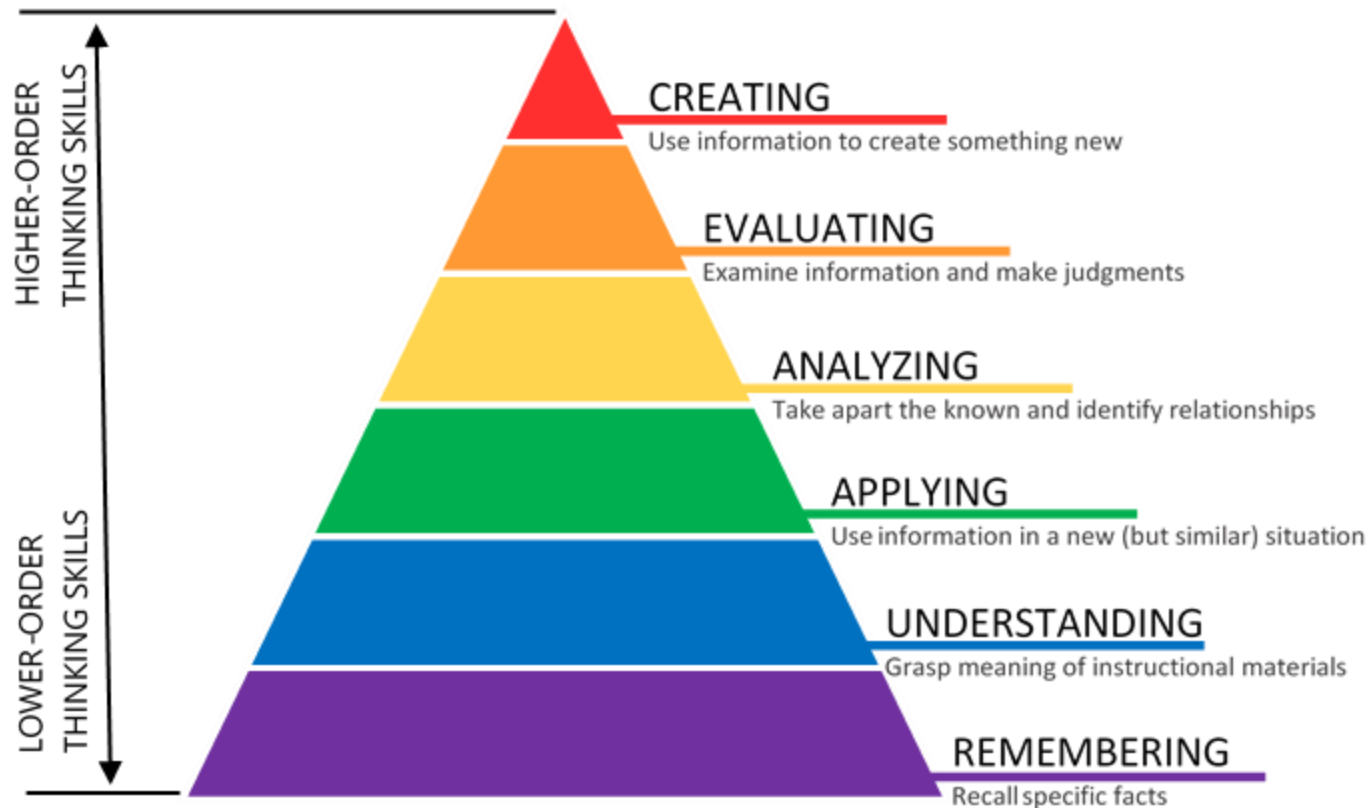 HIGHER-ORDER
THINKING SKILLS
LOWER-ORDER
THINKING SKILLS
CREATING
Use information to create something new
EVALUATING
Examine information and make judgments
ANALYZING
Take apart the known and identify relationships
APPLYING
Use information in a new (but similar) situation
UNDERSTANDING
Grasp meaning of instructional materials
REMEMBERING
Recall specific facts